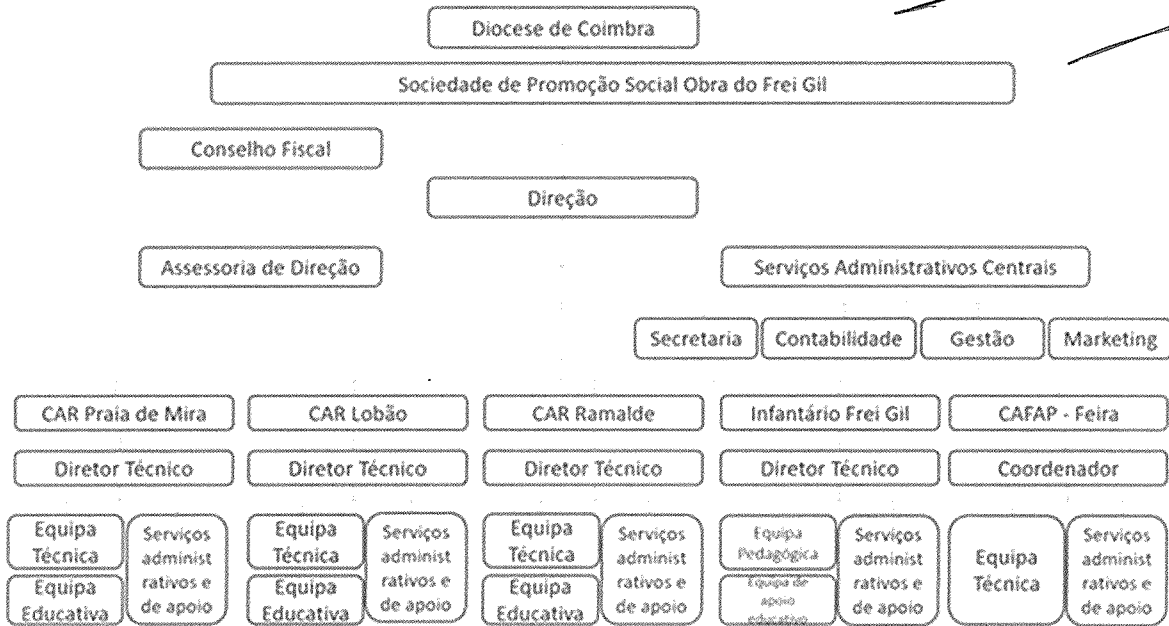 Diocese de Coimbra
Sociedade de Promoção Social Obra do Frei Gil
Conselho Fiscal
Direção
Assessoria de Direção
Serviços Administrativos Centrais
Secretaria
Contabilidade
Gestão
Marketing
CAR Praia de Mira
CAR Lobão
CAR Ramalde
Infantário Frei Gil
CAFAP - Feira
Diretor Técnico
Diretor Técnico
Diretor Técnico
Diretor Técnico
Coordenador
Equipa
Técnica
Equipa
Educativa
Serviços
administ
rativos e
de apoio
Equipa
Técnica
Equipa
Educativa
Serviços
administ
rativos e
de apoio
Equipa
Técnica
Equipa
Educativa
Serviços
administ
rativos e
de apoio
Equipa
Pedagógica
Equipa de
apoio
educativo
Serviços
administ
rativos e
de apoio
Equipa
Técnica
Serviços
administ
rativos e
de apoio